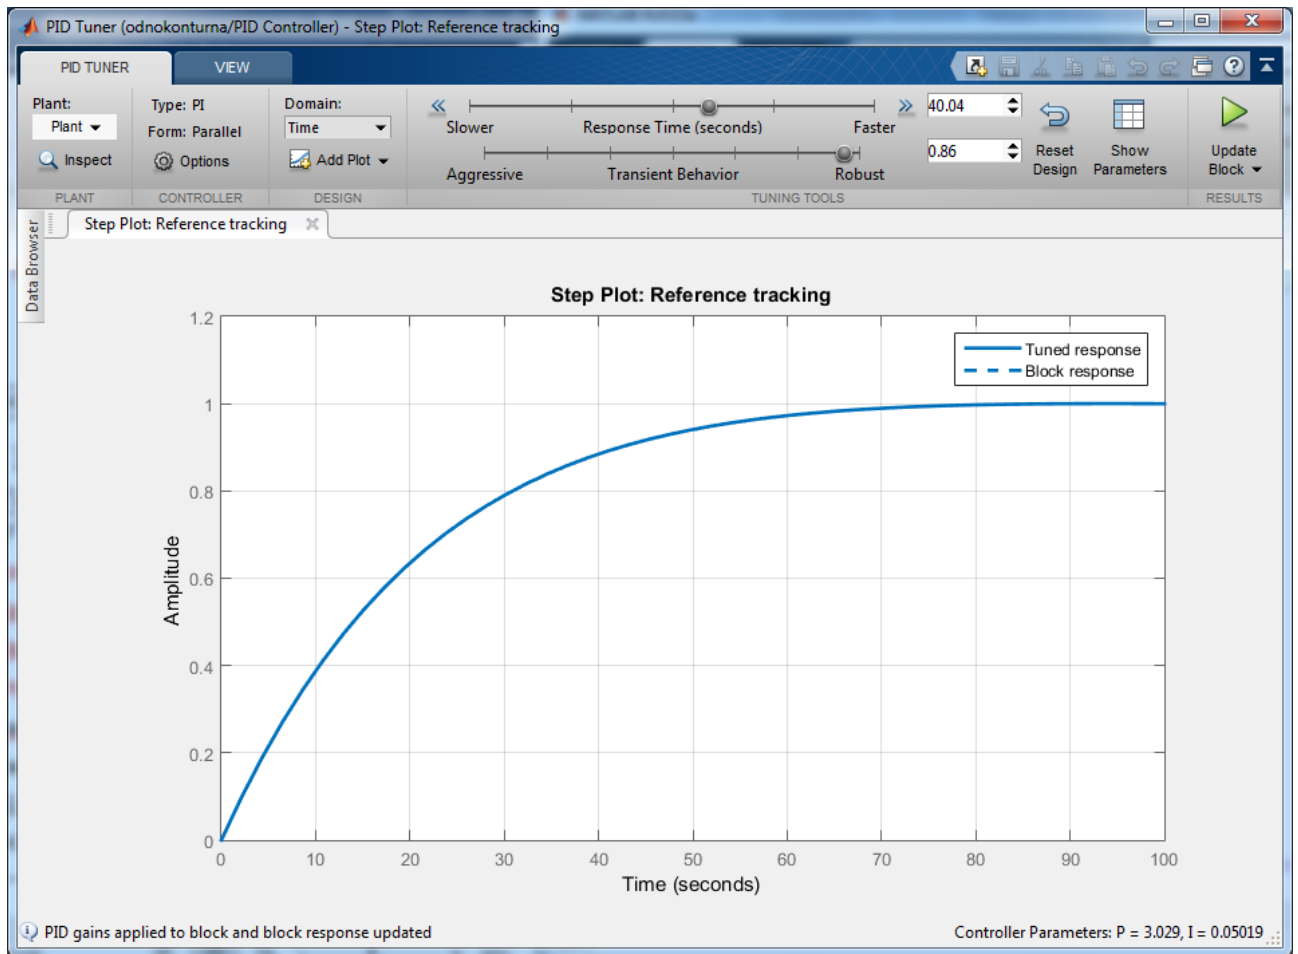 PID Tuner (odnokonturna/PID Controller) - Step Plot: Reference tracking
PID TUNER
VIEW
Plant:
Plant
Inspect
PLANT
Type: PI
Form: Parallel
Options
CONTROLLER
Domain:
Time
Add Plot
DESIGN
Slower
Response Time (seconds)
Faster
40.04
Aggressive
Transient Behavior
Robust
0.86
Reset
Design
Show
Parameters
TUNING TOOLS
Update
Block
RESULTS
Data Browser
Step Plot: Reference tracking
Step Plot: Reference tracking
Tuned response
Block response
Amplitude
1.2
1
0.8
0.6
0.4
0.2
0
0 10 20 30 40 50 60 70 80 90 100
Time (seconds)
PID gains applied to block and block response updated
Controller Parameters: P = 3.029, I = 0.05019